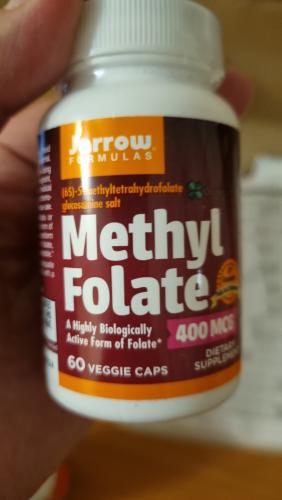 Jarrow
FORMULAS
(6S)-5-methyltetrahydrofolate
glucosamine salt
Methyl
Folate
400 MCG
A Highly Biologically
Active Form of Folate*
DIETARY
SUPPLEMENT
60 VEGGIE CAPS